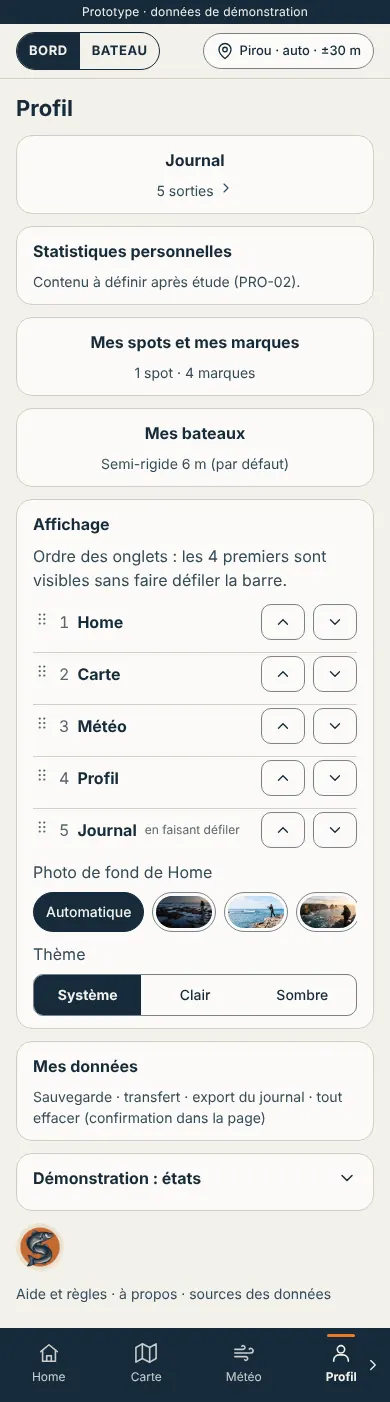 Prototype · données de démonstration
BORD BATEAU Pirou · auto · ±30 m
Profil
Journal
5 sorties
Statistiques personnelles
Contenu à définir après étude (PRO-02).
Mes spots et mes marques
1 spot · 4 marques
Mes bateaux
Semi-rigide 6 m (par défaut)
Affichage
Ordre des onglets : les 4 premiers sont
visibles sans faire défiler la barre.
1 Home
2 Carte
3 Météo
4 Profil
5 Journal en faisant défiler
Photo de fond de Home
Automatique
Thème
Système Clair Sombre
Mes données
Sauvegarde · transfert · export du journal · tout
effacer (confirmation dans la page)
Démonstration : états
Aide et règles · à propos · sources des données
Home Carte Météo Profil